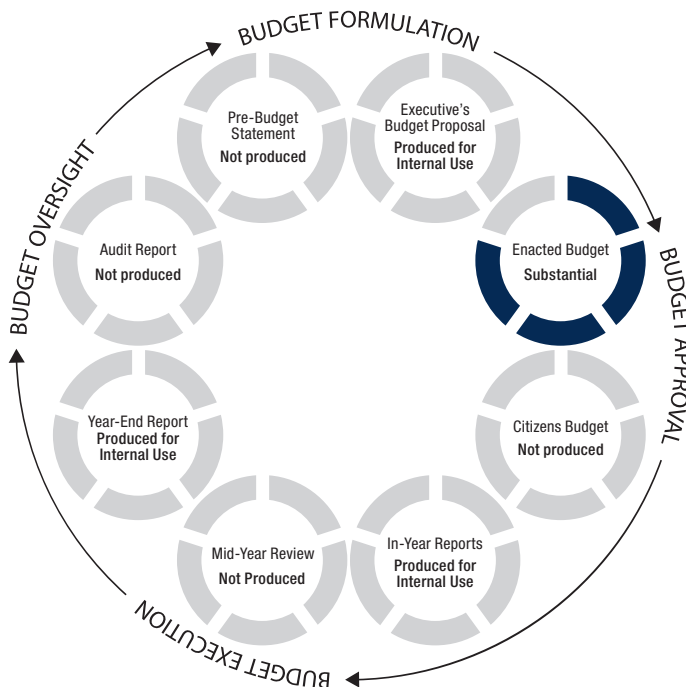 BUDGET FORMULATION
Pre-Budget
Statement
Not produced
Executive's
Budget Proposal
Produced for
Internal Use
BUDGET OVERSIGHT
Audit Report
Not produced
Enacted Budget
Substantial
BUDGET APPROVAL
Year-End Report
Produced for
Internal Use
Citizens Budget
Not produced
Mid-Year Review
Not Produced
In-Year Reports
Produced for
Internal Use
BUDGET EXECUTION